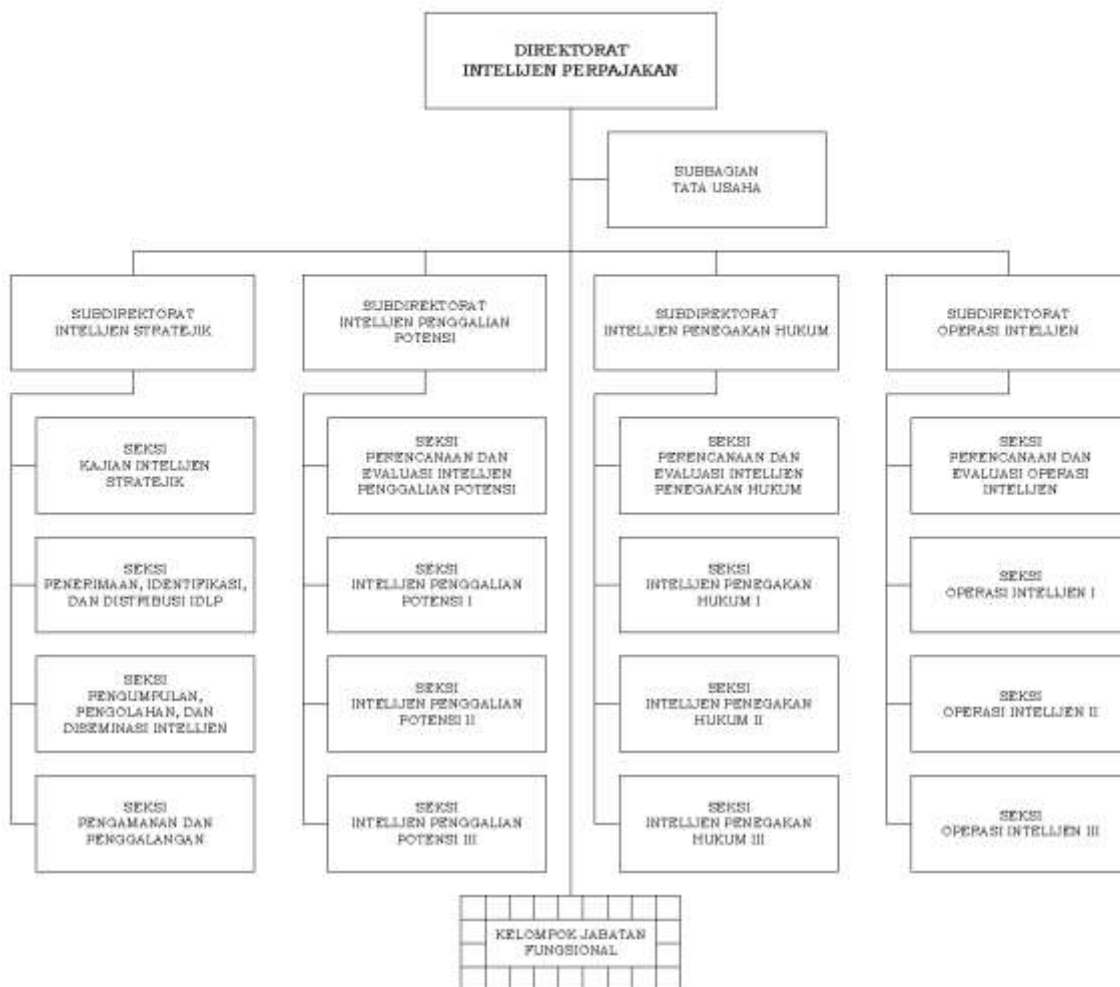 DIREKTORAT
INTELIJEN PERPAJAKAN
SUBBAGIAN
TATA USAHA
SUBDIREKTORAT
INTELIJEN STRATEJIK
SUBDIREKTORAT
INTELIJEN PENGGALIAN
POTENSI
SUBDIREKTORAT
INTELIJEN PENEGAKAN HUKUM
SUBDIREKTORAT
OPERASI INTELIJEN
SEKSI
KAJIAN INTELIJEN
STRATEJIK
SEKSI
PERENCANAAN DAN
EVALUASI INTELIJEN
PENGGALIAN POTENSI
SEKSI
PERENCANAAN DAN
EVALUASI INTELIJEN
PENEGAKAN HUKUM
SEKSI
PERENCANAAN DAN
EVALUASI OPERASI
INTELIJEN
SEKSI
PENERIMAAN, IDENTIFIKASI,
DAN DISTRIBUSI IDLP
SEKSI
INTELIJEN PENGGALIAN
POTENSI I
SEKSI
INTELIJEN PENEGAKAN
HUKUM I
SEKSI
OPERASI INTELIJEN I
SEKSI
PENGUMPULAN,
PENGOLAHAN, DAN
DISEMINASI INTELIJEN
SEKSI
INTELIJEN PENGGALIAN
POTENSI II
SEKSI
INTELIJEN PENEGAKAN
HUKUM II
SEKSI
OPERASI INTELIJEN II
SEKSI
PENGAMANAN DAN
PENGGALANGAN
SEKSI
INTELIJEN PENGGALIAN
POTENSI III
SEKSI
INTELIJEN PENEGAKAN
HUKUM III
SEKSI
OPERASI INTELIJEN III
KELOMPOK JABATAN
FUNGSIONAL